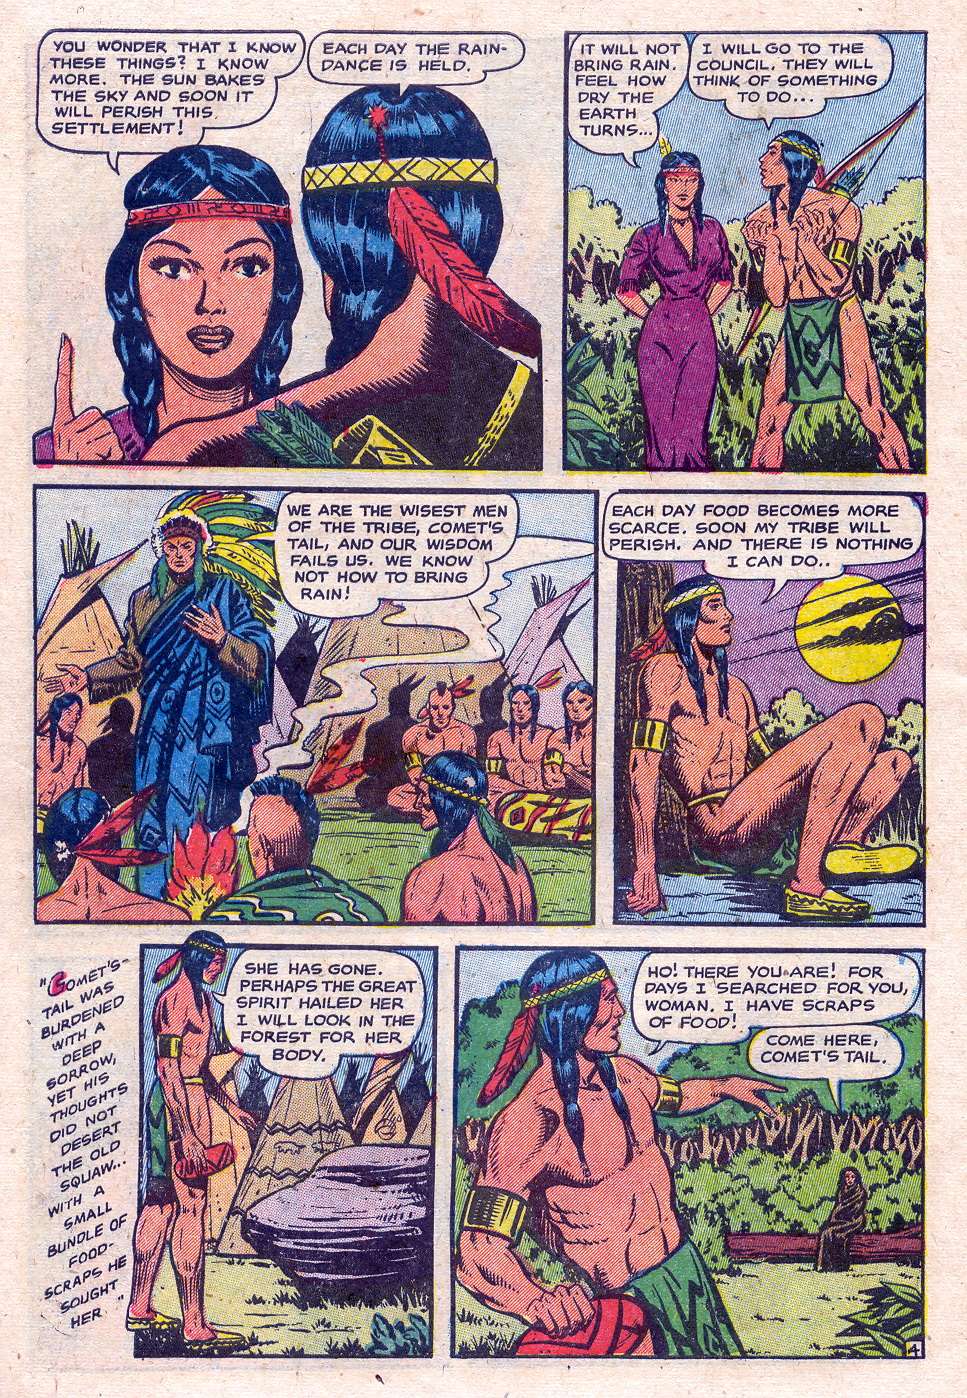 YOU WONDER THAT I KNOW
THESE THINGS? I KNOW
MORE. THE SUN BAKES
THE SKY AND SOON IT
WILL PERISH THIS
SETTLEMENT!
EACH DAY THE RAIN-
DANCE IS HELD.
IT WILL NOT
BRING RAIN.
FEEL HOW
DRY THE
EARTH
TURNS...
I WILL GO TO THE
COUNCIL. THEY WILL
THINK OF SOMETHING
TO DO...
WE ARE THE WISEST MEN
OF THE TRIBE, COMET'S
TAIL, AND OUR WISDOM
FAILS US. WE KNOW
NOT HOW TO BRING
RAIN!
EACH DAY FOOD BECOMES MORE
SCARCE. SOON MY TRIBE WILL
PERISH. AND THERE IS NOTHING
I CAN DO..
"COMET'S-
TAIL WAS
BURDENED
WITH A
DEEP
SORROW,
YET HIS
THOUGHTS
DID NOT
DESERT
THE OLD
SQUAW...
WITH A
SMALL
BUNDLE OF
FOOD-
SCRAPS HE
SOUGHT
HER"
SHE HAS GONE.
PERHAPS THE GREAT
SPIRIT HAILED HER
I WILL LOOK IN THE
FOREST FOR HER
BODY.
HO! THERE YOU ARE! FOR
DAYS I SEARCHED FOR YOU,
WOMAN. I HAVE SCRAPS
OF FOOD!
COME HERE,
COMET'S TAIL.
4